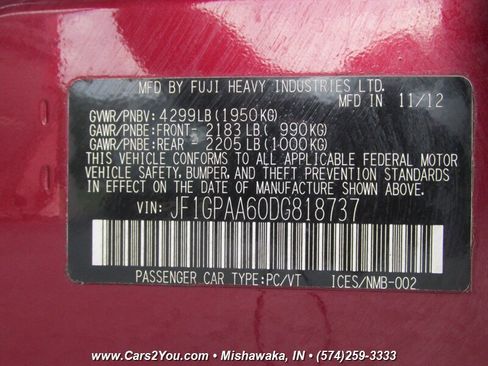 MFD BY FUJI HEAVY INDUSTRIES LTD.
MFD IN 11/12
GVWR/PNBV: 4299LB(1950KG)
GAWR/PNBE:FRONT- 2183 LB( 990KG)
GAWR/PNBE:REAR - 2205 LB(1000KG)
THIS VEHICLE CONFORMS TO ALL APPLICABLE FEDERAL MOTOR
VEHICLE SAFETY, BUMPER, AND THEFT PREVENTION
STANDARDS IN EFFECT ON THE DATE OF MANUFACTURE
SHOWN ABOVE.
VIN: JF1GPAA60DG818737
PASSENGER CAR TYPE:PC/VT ICES/NMB-002
www.Cars2You.com - Mishawaka, IN • (574)259-3333